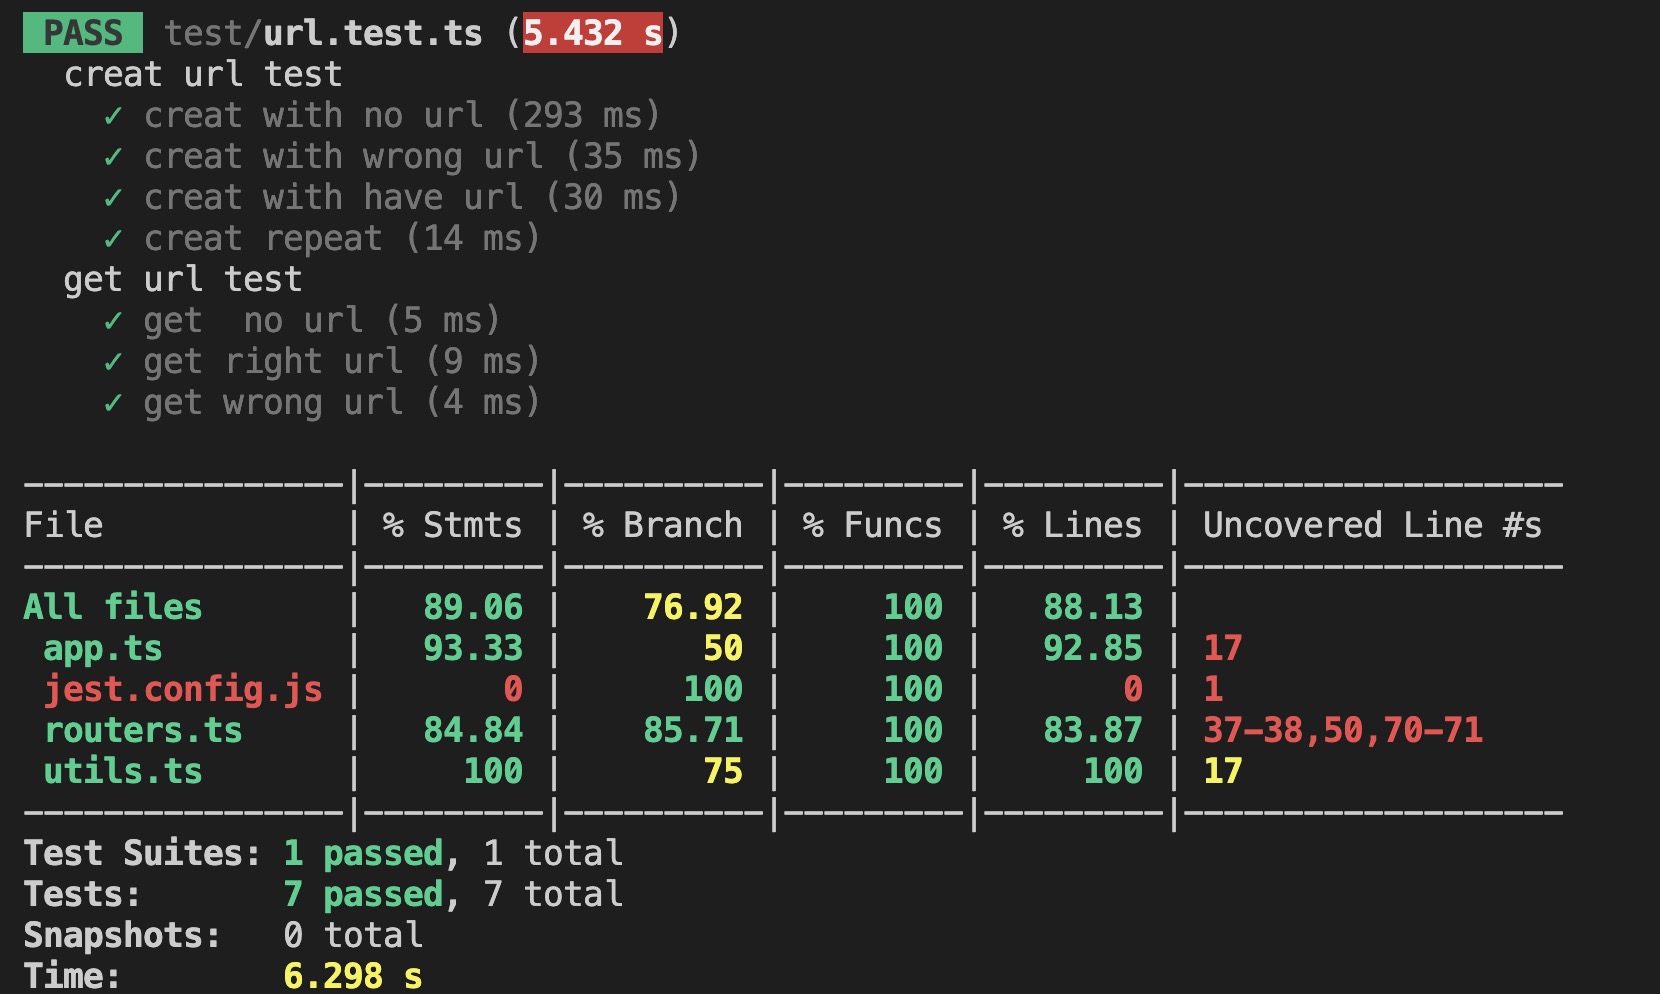 PASS test/url.test.ts (5.432 s)
creat url test
✓ creat with no url (293 ms)
✓ creat with wrong url (35 ms)
✓ creat with have url (30 ms)
✓ creat repeat (14 ms)
get url test
✓ get  no url (5 ms)
✓ get right url (9 ms)
✓ get wrong url (4 ms)
----------------|---------|----------|---------|---------|-------------------
File            | % Stmts | % Branch | % Funcs | % Lines | Uncovered Line #s
----------------|---------|----------|---------|---------|-------------------
All files       |   89.06 |    76.92 |     100 |   88.13 |
 app.ts         |   93.33 |       50 |     100 |   92.85 | 17
 jest.config.js |       0 |      100 |     100 |       0 | 1
 routers.ts     |   84.84 |    85.71 |     100 |   83.87 | 37-38,50,70-71
 utils.ts       |     100 |       75 |     100 |     100 | 17
----------------|---------|----------|---------|---------|-------------------
Test Suites: 1 passed, 1 total
Tests:       7 passed, 7 total
Snapshots:   0 total
Time:        6.298 s